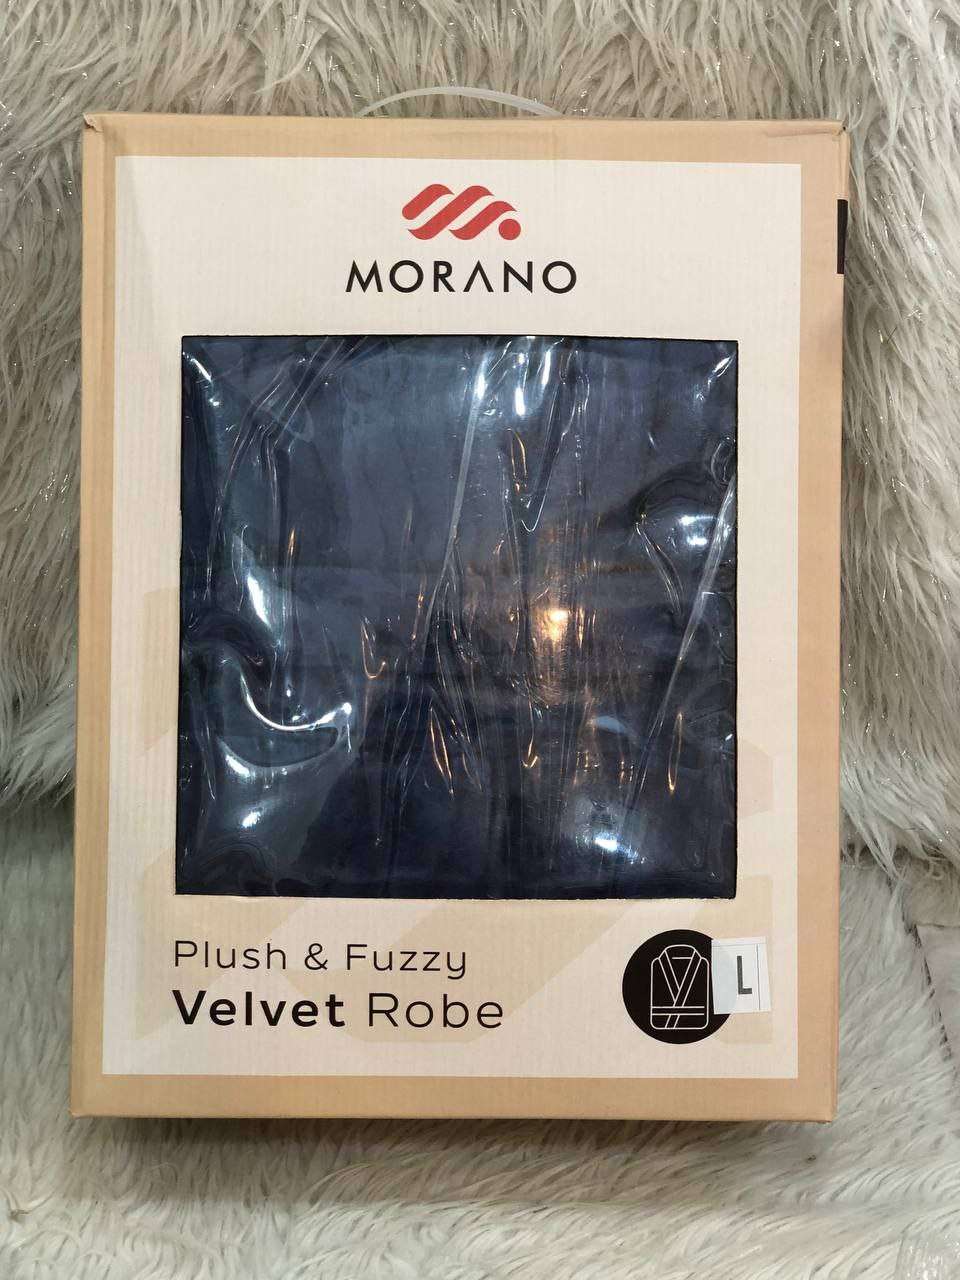 MORANO
Plush & Fuzzy
Velvet Robe
L